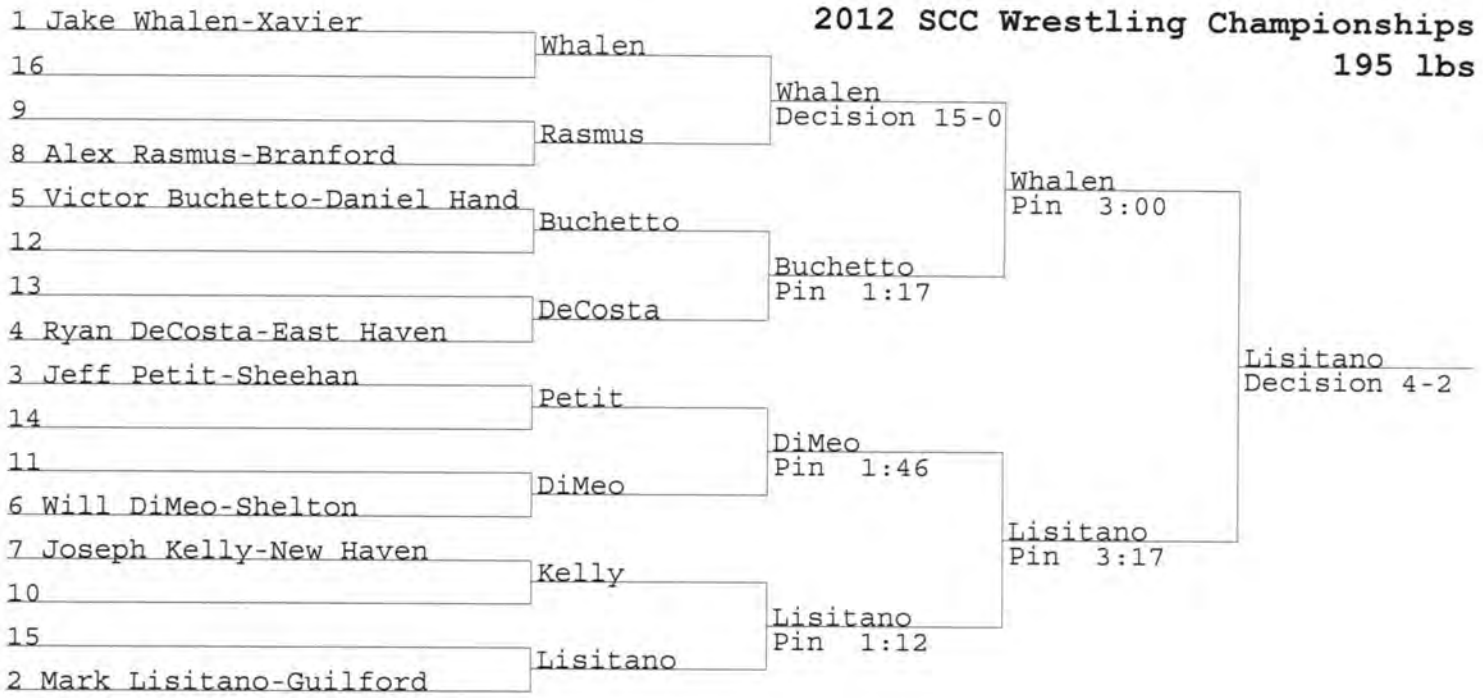 2012 SCC Wrestling Championships
195 lbs
1 Jake Whalen-Xavier
16
9
8 Alex Rasmus-Branford
5 Victor Buchetto-Daniel Hand
12
13
4 Ryan DeCosta-East Haven
3 Jeff Petit-Sheehan
14
11
6 Will DiMeo-Shelton
7 Joseph Kelly-New Haven
10
15
2 Mark Lisitano-Guilford
Whalen
Rasmus
Buchetto
DeCosta
Petit
DiMeo
Kelly
Lisitano
Whalen
Decision 15-0
Buchetto
Pin 1:17
DiMeo
Pin 1:46
Lisitano
Pin 1:12
Whalen
Pin 3:00
Lisitano
Pin 3:17
Lisitano
Decision 4-2